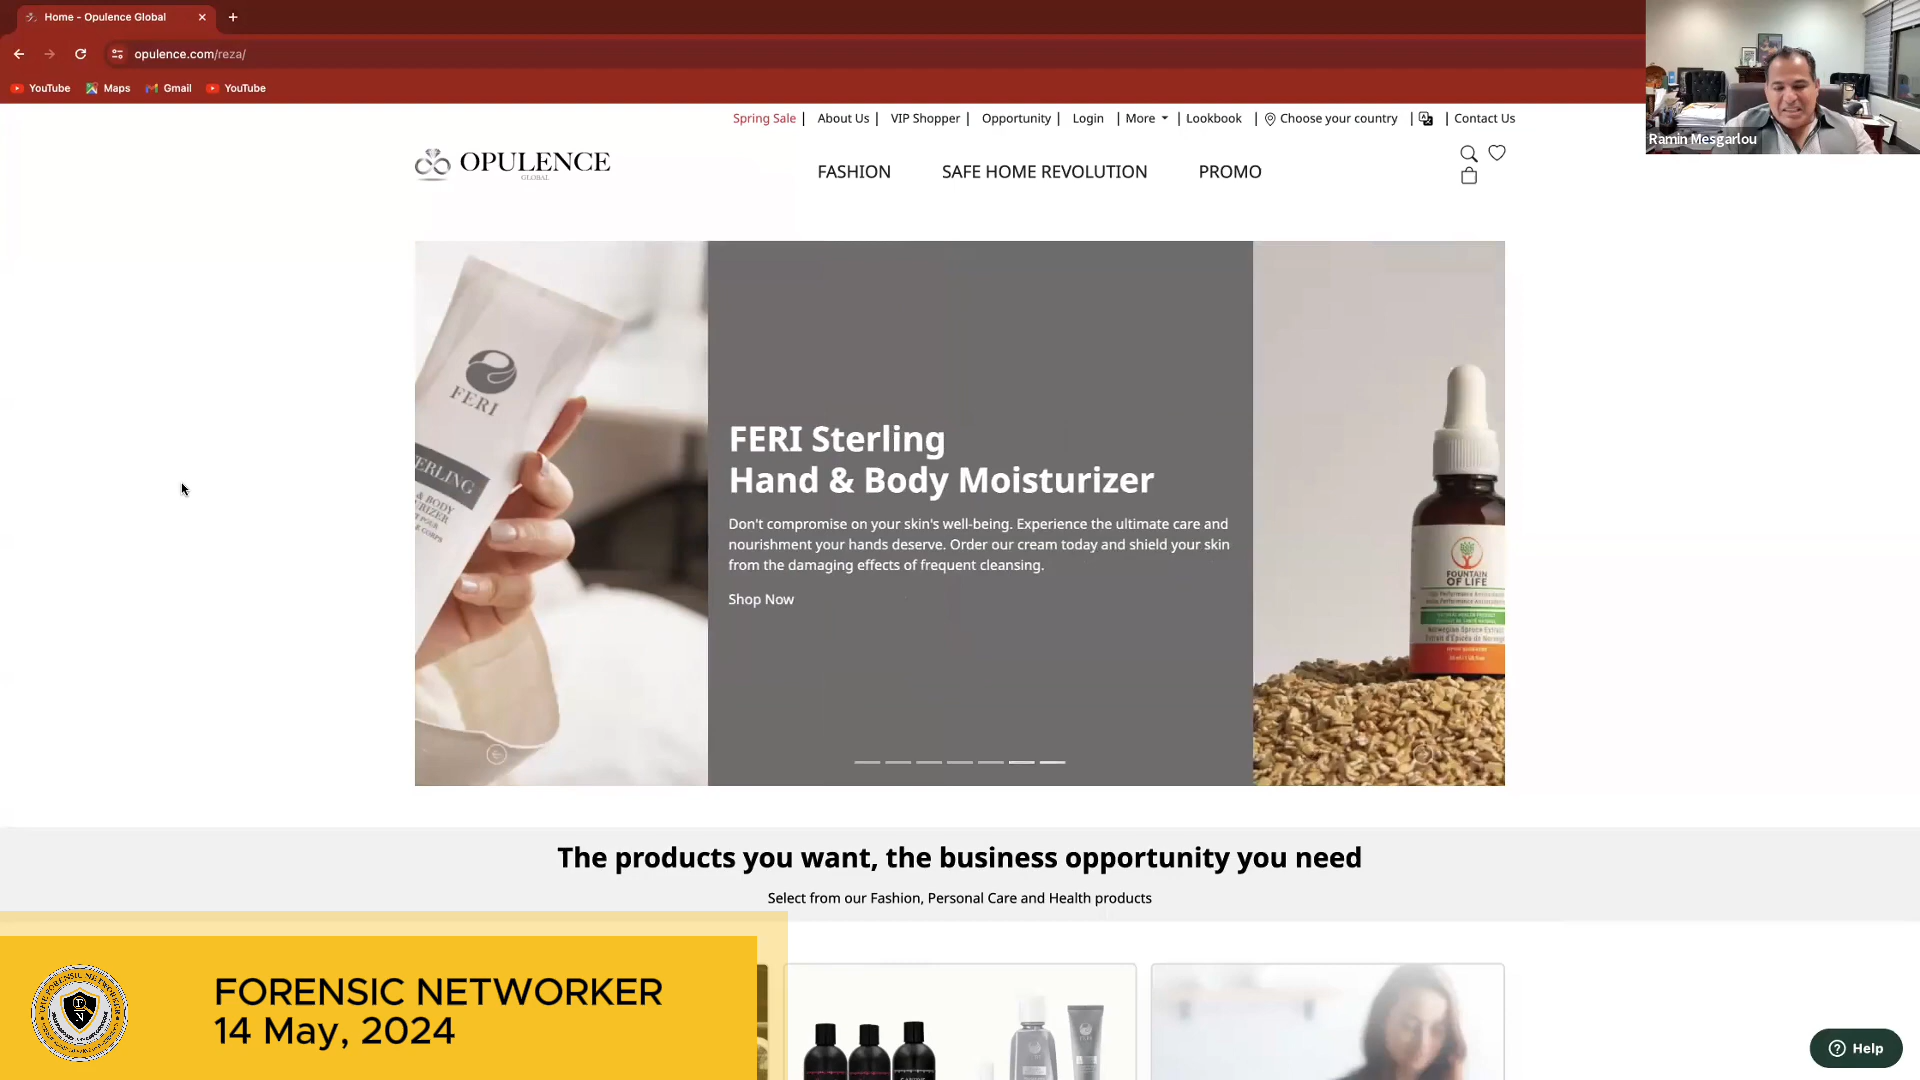 Home - Opulence Global
opulence.com/reza/
YouTube Maps Gmail YouTube
Ramin Mesgarlou
Spring Sale | About Us | VIP Shopper | Opportunity | Login | More | Lookbook | Choose your country | | Contact Us
OPULENCE
GLOBAL
FASHION SAFE HOME REVOLUTION PROMO
FERI
ERLING
& BODY
FERI Sterling
Hand & Body Moisturizer
Don't compromise on your skin's well-being. Experience the ultimate care and
nourishment your hands deserve. Order our cream today and shield your skin
from the damaging effects of frequent cleansing.
Shop Now
FOUNTAIN
OF LIFE
The products you want, the business opportunity you need
Select from our Fashion, Personal Care and Health products
FORENSIC NETWORKER
14 May, 2024
FERI
Help